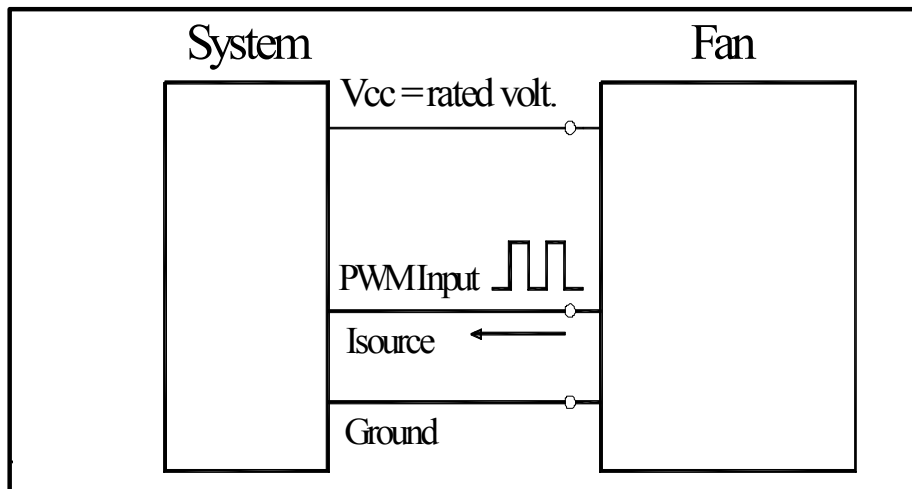 System Fan
Vcc = rated volt.
PWM Input
Isource
Ground